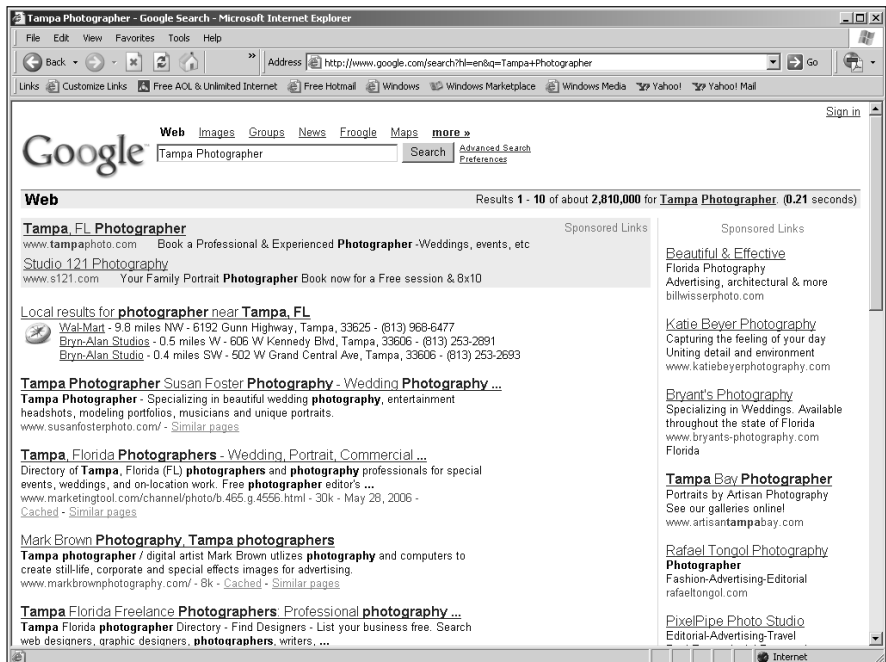 Tampa Photographer - Google Search - Microsoft Internet Explorer
File Edit View Favorites Tools Help
Back » Address http://www.google.com/search?hl=en&q=Tampa+Photographer Go
Links Customize Links Free AOL & Unlimited Internet Free Hotmail Windows Windows Marketplace Windows Media Yahoo! Yahoo! Mail
Sign in
Google
Web Images Groups News Froogle Maps more »
Tampa Photographer Search Advanced Search
Preferences
Web Results 1 - 10 of about 2,810,000 for Tampa Photographer. (0.21 seconds)
Tampa, FL Photographer Sponsored Links
www.tampaphoto.com Book a Professional & Experienced Photographer -Weddings, events, etc
Studio 121 Photography
www.s121.com Your Family Portrait Photographer Book now for a Free session & 8x10
Local results for photographer near Tampa, FL
Wal-Mart - 9.8 miles NW - 6192 Gunn Highway, Tampa, 33625 - (813) 968-6477
Bryn-Alan Studios - 0.5 miles W - 606 W Kennedy Blvd, Tampa, 33606 - (813) 253-2891
Bryn-Alan Studio - 0.4 miles SW - 502 W Grand Central Ave, Tampa, 33606 - (813) 253-2693
Tampa Photographer Susan Foster Photography - Wedding Photography ...
Tampa Photographer - Specializing in beautiful wedding photography, entertainment
headshots, modeling portfolios, musicians and unique portraits.
www.susanfosterphoto.com/ - Similar pages
Tampa, Florida Photographers - Wedding, Portrait, Commercial ...
Directory of Tampa, Florida (FL) photographers and photography professionals for special
events, weddings, and on-location work. Free photographer editor's ...
www.marketingtool.com/channel/photo/b.465.g.4556.html - 30k - May 28, 2006 -
Cached - Similar pages
Mark Brown Photography, Tampa photographers
Tampa photographer / digital artist Mark Brown utlizes photography and computers to
create still-life, corporate and special effects images for advertising.
www.markbrownphotography.com/ - 8k - Cached - Similar pages
Tampa Florida Freelance Photographers: Professional photography ...
Tampa Florida photographer Directory - Find Designers - List your business free. Search
web designers, graphic designers, photographers, writers, ...
Sponsored Links
Beautiful & Effective
Florida Photography
Advertising, architectural & more
billwisserphoto.com
Katie Beyer Photography
Capturing the feeling of your day
Uniting detail and environment
www.katiebeyerphotography.com
Bryant's Photography
Specializing in Weddings. Available
throughout the state of Florida
www.bryants-photography.com
Florida
Tampa Bay Photographer
Portraits by Artisan Photography
See our galleries online!
www.artisantampabay.com
Rafael Tongol Photography
Photographer
Fashion-Advertising-Editorial
rafaeltongol.com
PixelPipe Photo Studio
Editorial-Advertising-Travel
Internet